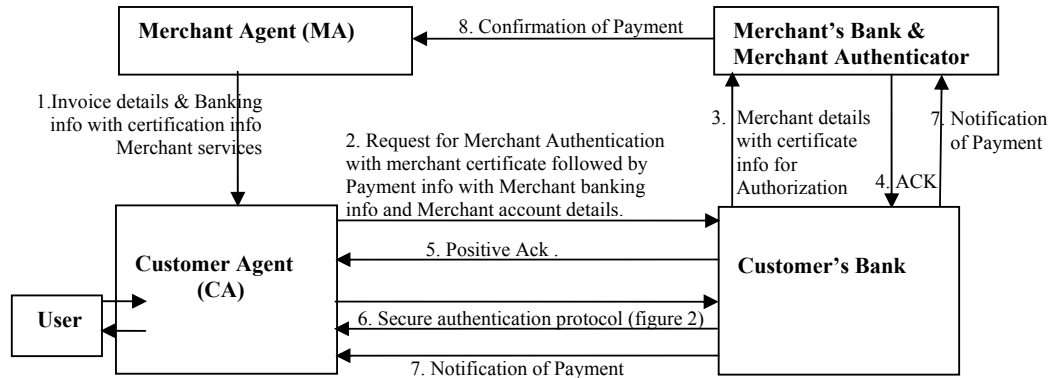 Merchant Agent (MA)
8. Confirmation of Payment
Merchant's Bank &
Merchant Authenticator
1.Invoice details & Banking
info with certification info
Merchant services
2. Request for Merchant Authentication
with merchant certificate followed by
Payment info with Merchant banking
info and Merchant account details.
3. Merchant details
with certificate
info for
Authorization
7. Notification
of Payment
4. ACK
Customer Agent
(CA)
5. Positive Ack .
Customer's Bank
User
6. Secure authentication protocol (figure 2)
7. Notification of Payment